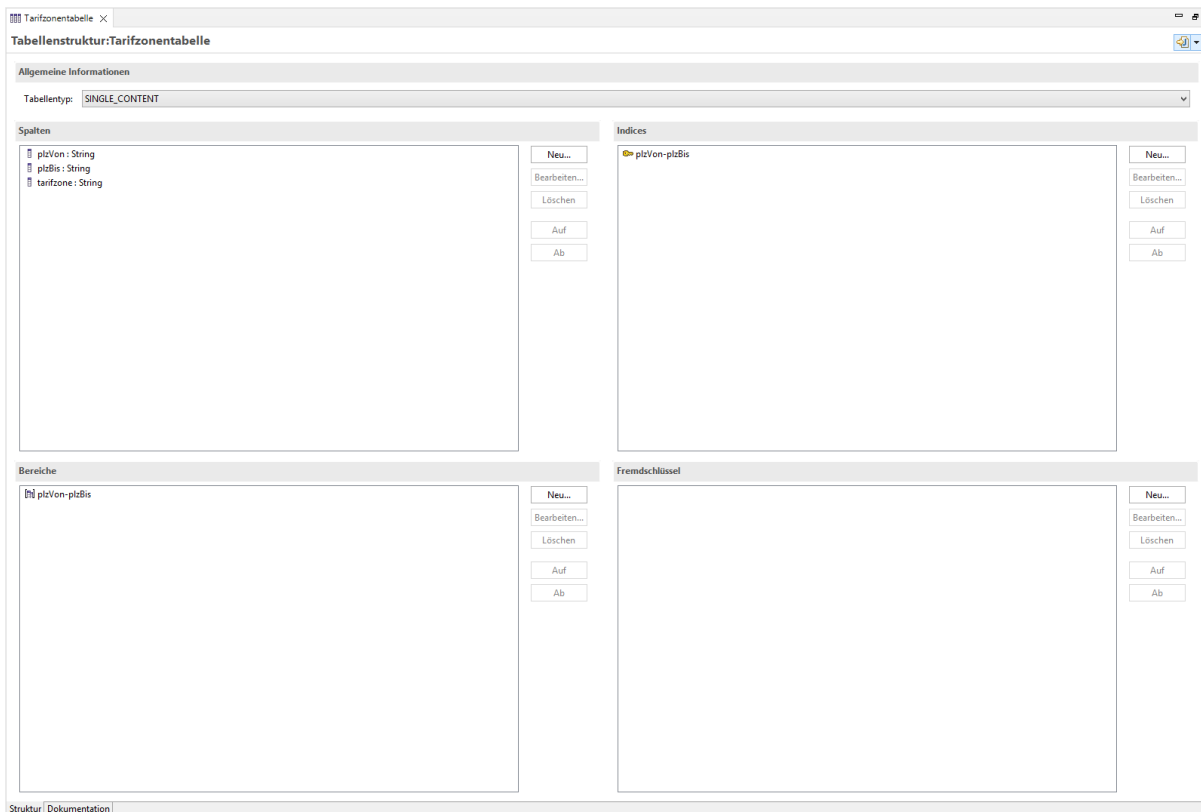 Tarifzonentabelle
Tabellenstruktur:Tarifzonentabelle
Allgemeine Informationen
Tabellentyp: SINGLE_CONTENT
Spalten
plzVon : String
plzBis : String
tarifzone : String
Neu...
Bearbeiten...
Löschen
Auf
Ab
Indices
plzVon-plzBis
Neu...
Bearbeiten...
Löschen
Auf
Ab
Bereiche
plzVon-plzBis
Neu...
Bearbeiten...
Löschen
Auf
Ab
Fremdschlüssel
Neu...
Bearbeiten...
Löschen
Auf
Ab
Struktur Dokumentation